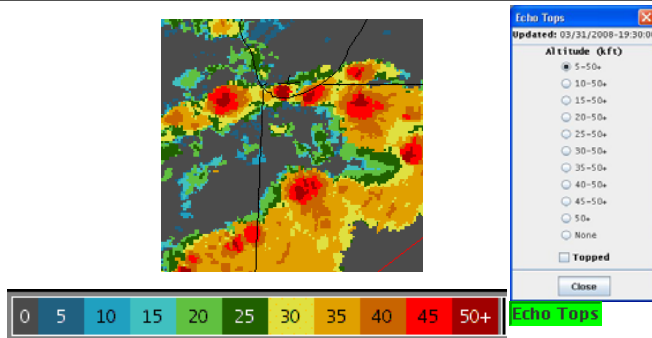 Echo Tops
Updated: 03/31/2008-19:30:00
Altitude (kft)
5-50+
10-50+
15-50+
20-50+
25-50+
30-50+
35-50+
40-50+
45-50+
50+
None
Topped
Close
0 5 10 15 20 25 30 35 40 45 50+
Echo Tops